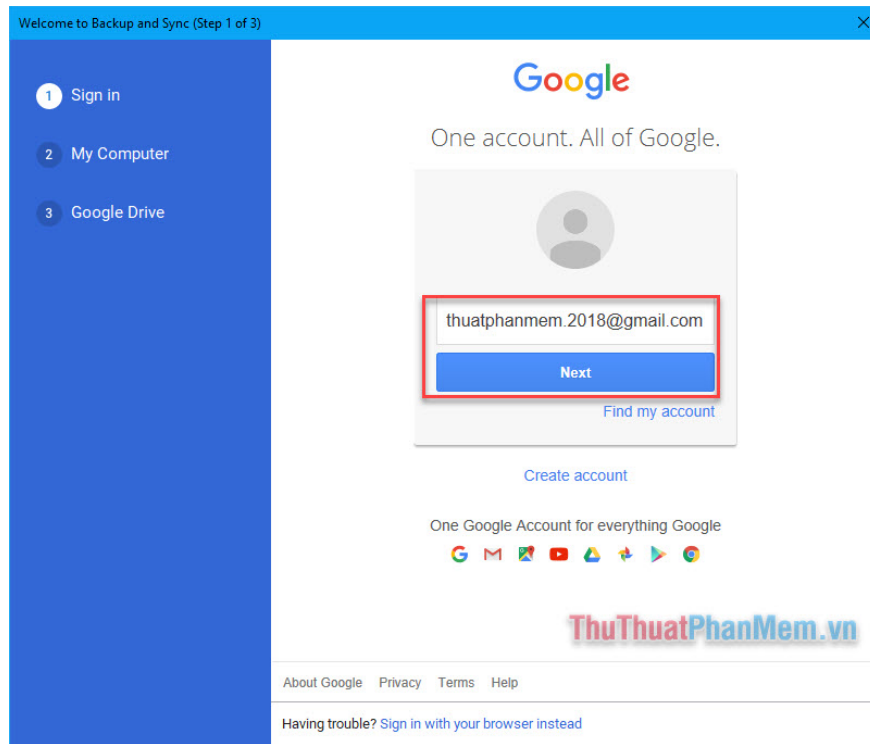 Welcome to Backup and Sync (Step 1 of 3)
1 Sign in
2 My Computer
3 Google Drive
Google
One account. All of Google.
thuatphanmem.2018@gmail.com
Next
Find my account
Create account
One Google Account for everything Google
ThuThuatPhanMem.vn
About Google Privacy Terms Help
Having trouble? Sign in with your browser instead